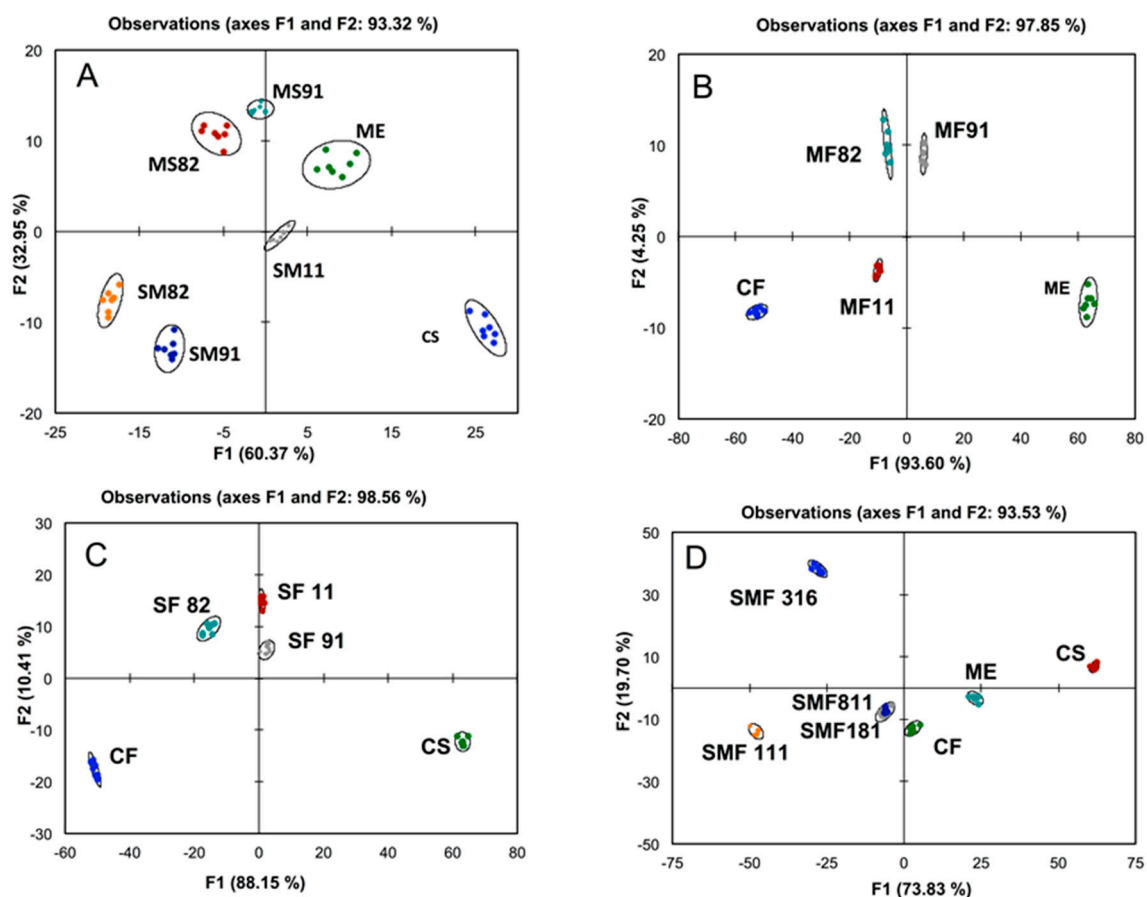 Observations (axes F1 and F2: 93.32 %)
A
MS91
ME
MS82
SM11
SM82
SM91
CS
20
10
0
-10
-20
-25
-15
-5
5
15
25
F2 (32.95 %)
F1 (60.37 %)
Observations (axes F1 and F2: 97.85 %)
B
MF82
MF91
CF
MF11
ME
20
10
0
-10
-20
-80
-60
-40
-20
0
20
40
60
80
F2 (4.25 %)
F1 (93.60 %)
Observations (axes F1 and F2: 98.56 %)
C
SF 11
SF 82
SF 91
CF
CS
30
20
10
0
-10
-20
-30
-60
-40
-20
0
20
40
60
80
F2 (10.41 %)
F1 (88.15 %)
Observations (axes F1 and F2: 93.53 %)
D
SMF 316
CS
ME
SMF811
SMF181
CF
SMF 111
50
30
10
-10
-30
-50
-75
-50
-25
0
25
50
75
F2 (19.70 %)
F1 (73.83 %)